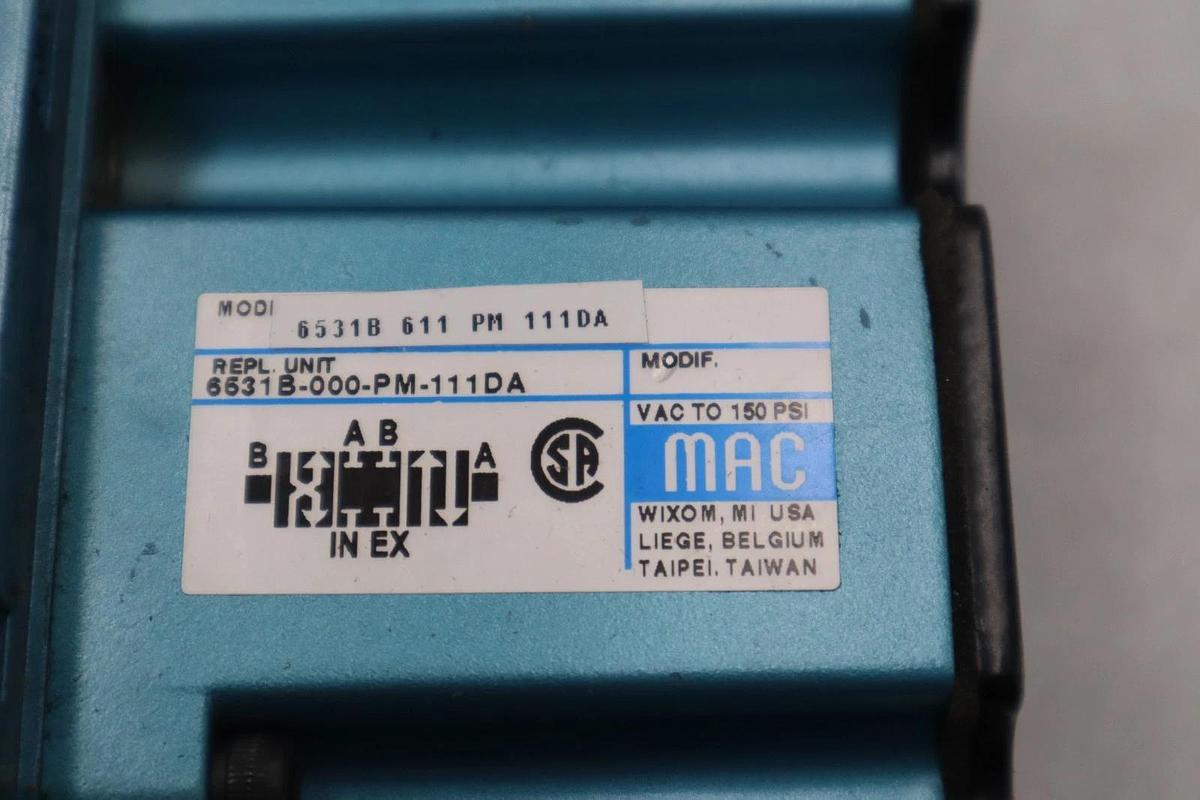 MODI
6531B 611 PM 111DA
REPL. UNIT
6531B-000-PM-111DA
MODIF.
VAC TO 150 PSI
MAC
WIXOM, MI USA
LIEGE, BELGIUM
TAIPEI, TAIWAN
A B
B
A
IN EX
SA